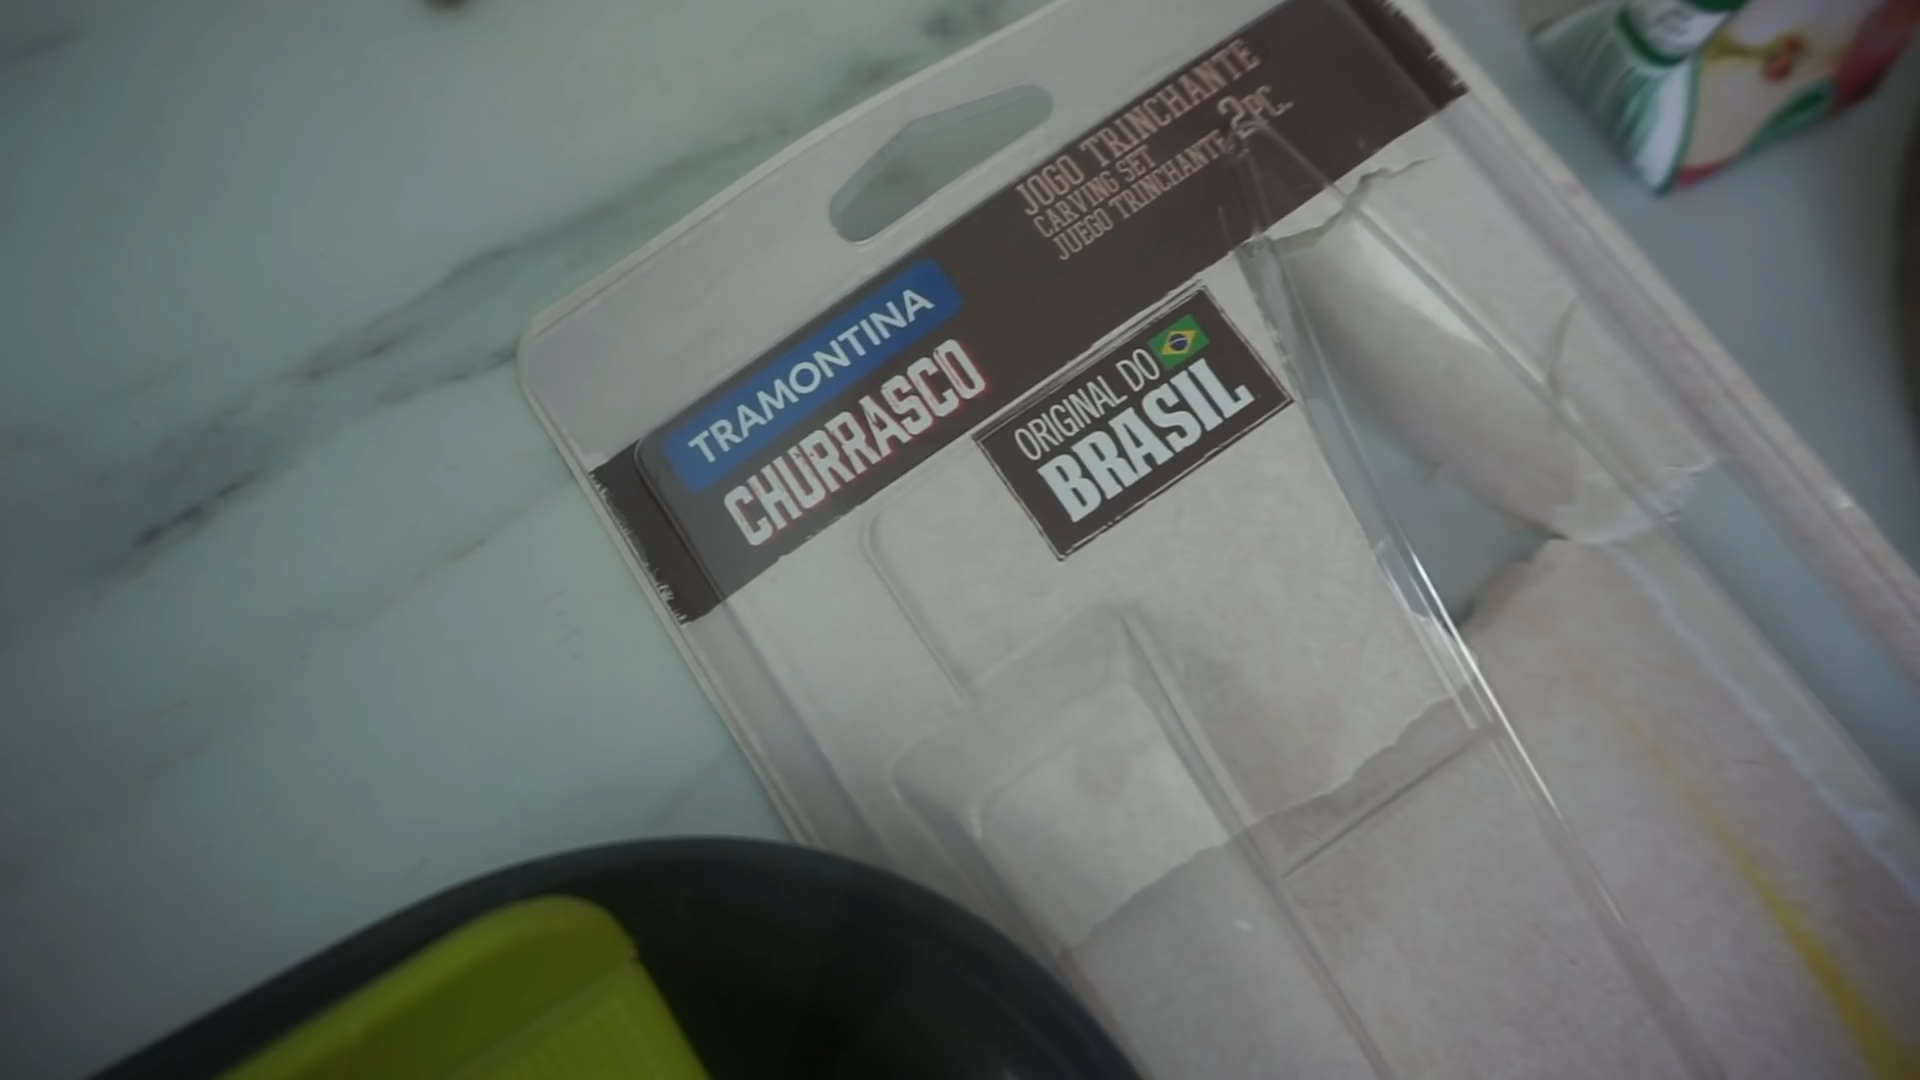 TRAMONTINA
CHURRASCO
JOGO TRINCHANTE
CARVING SET
JUEGO TRINCHANTE
2PC.
ORIGINAL DO
BRASIL